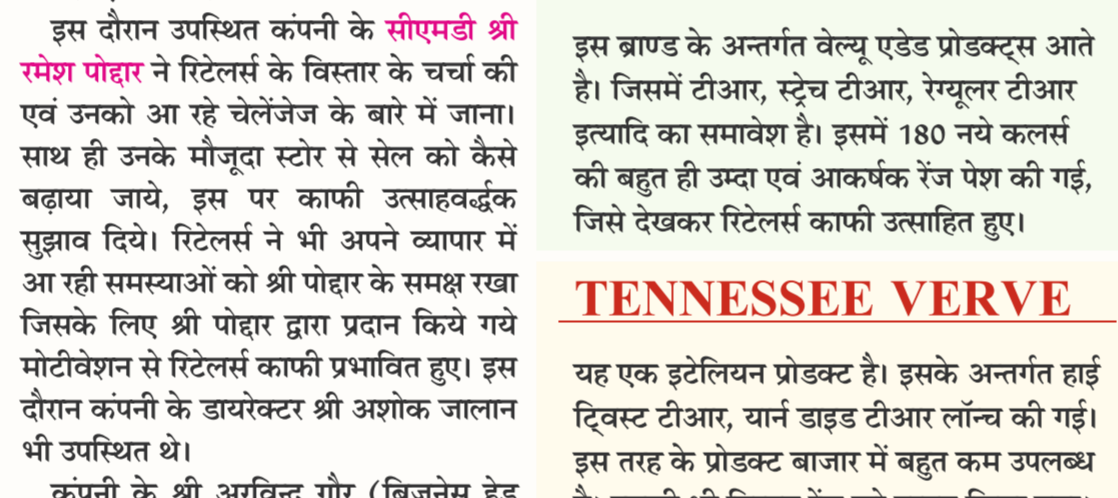 इस दौरान उपस्थित कंपनी के सीएमडी श्री
रमेश पोद्दार ने रिटेलर्स के विस्तार के चर्चा की
एवं उनको आ रहे चेलेंजेज के बारे में जाना।
साथ ही उनके मौजूदा स्टोर से सेल को कैसे
बढ़ाया जाये, इस पर काफी उत्साहवर्द्धक
सुझाव दिये। रिटेलर्स ने भी अपने व्यापार में
आ रही समस्याओं को श्री पोद्दार के समक्ष रखा
जिसके लिए श्री पोद्दार द्वारा प्रदान किये गये
मोटीवेशन से रिटेलर्स काफी प्रभावित हुए। इस
दौरान कंपनी के डायरेक्टर श्री अशोक जालान
भी उपस्थित थे।
कंपनी के श्री अरविन्द गौर (बिजनेस हेड
इस ब्राण्ड के अन्तर्गत वेल्यू एडेड प्रोडक्ट्स आते
है। जिसमें टीआर, स्ट्रेच टीआर, रेग्यूलर टीआर
इत्यादि का समावेश है। इसमें 180 नये कलर्स
की बहुत ही उम्दा एवं आकर्षक रेंज पेश की गई,
जिसे देखकर रिटेलर्स काफी उत्साहित हुए।
TENNESSEE VERVE
यह एक इटेलियन प्रोडक्ट है। इसके अन्तर्गत हाई
ट्विस्ट टीआर, यार्न डाइड टीआर लॉन्च की गई।
इस तरह के प्रोडक्ट बाजार में बहुत कम उपलब्ध